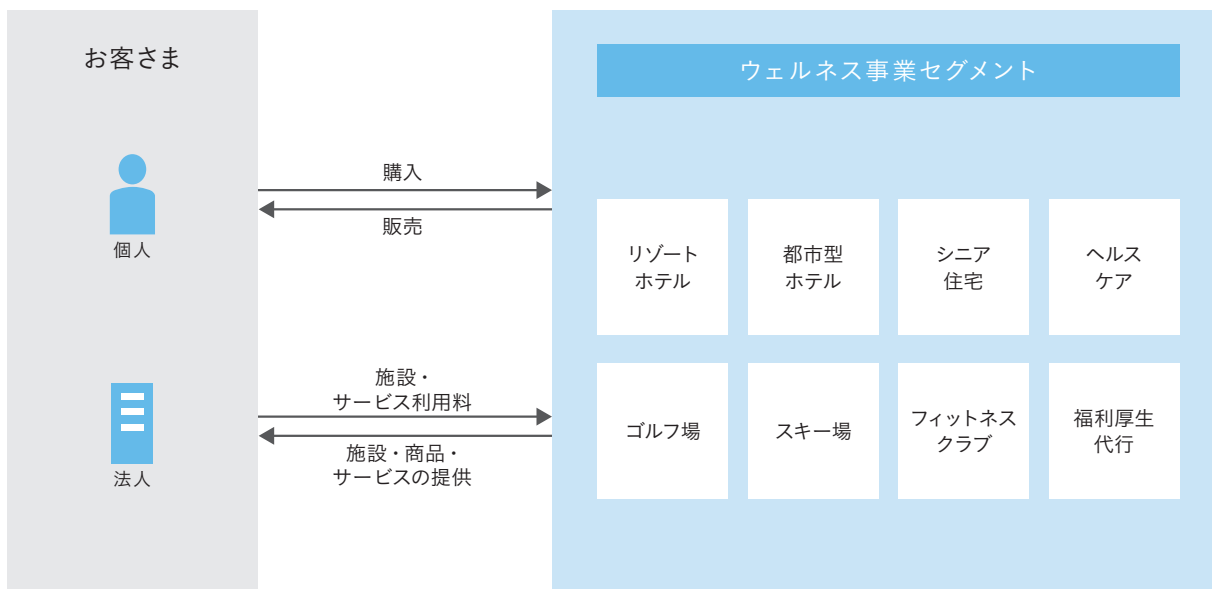 お客さま
個人
法人
購入
販売
施設・
サービス利用料
施設・商品・
サービスの提供
ウェルネス事業セグメント
リゾート
ホテル
都市型
ホテル
シニア
住宅
ヘルス
ケア
ゴルフ場
スキー場
フィットネス
クラブ
福利厚生
代行